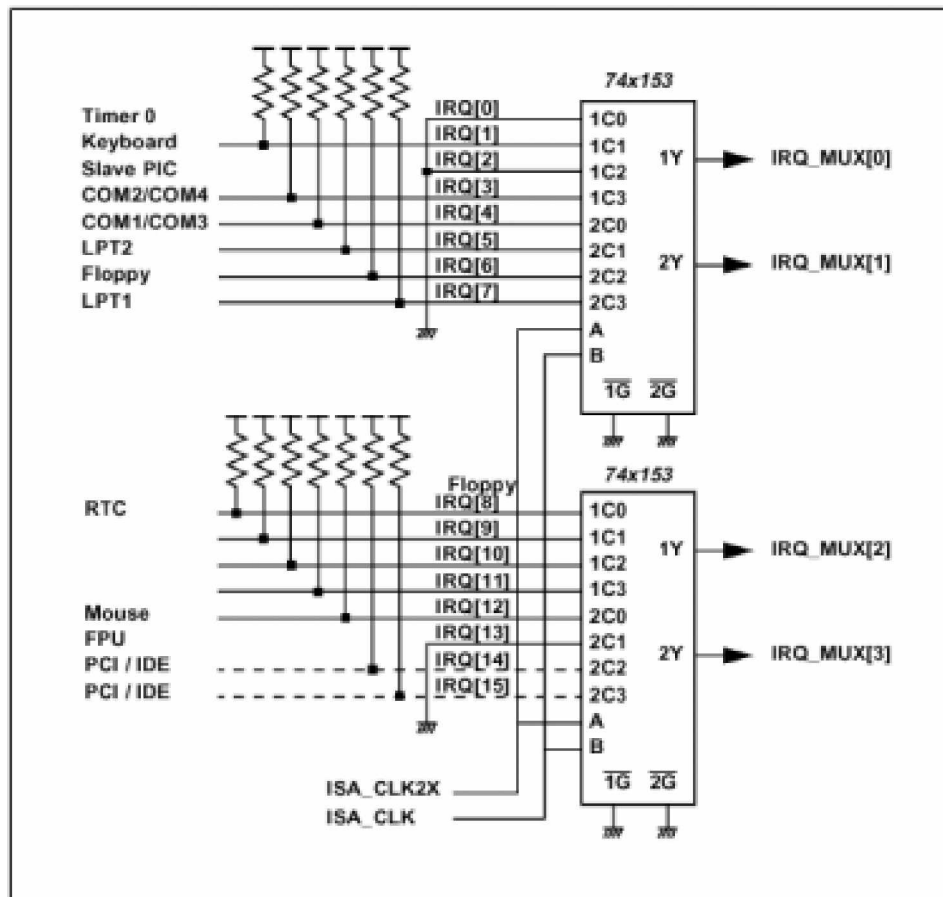 74x153
Timer 0
IRQ[0]
1C0
Keyboard
IRQ[1]
1C1
1Y
IRQ_MUX[0]
Slave PIC
IRQ[2]
1C2
COM2/COM4
IRQ[3]
1C3
COM1/COM3
IRQ[4]
2C0
LPT2
IRQ[5]
2C1
2Y
IRQ_MUX[1]
Floppy
IRQ[6]
2C2
LPT1
IRQ[7]
2C3
A
B
1G
2G
74x153
Floppy
RTC
IRQ[8]
1C0
IRQ[9]
1C1
1Y
IRQ_MUX[2]
IRQ[10]
1C2
IRQ[11]
1C3
Mouse
IRQ[12]
2C0
FPU
IRQ[13]
2C1
2Y
IRQ_MUX[3]
PCI / IDE
IRQ[14]
2C2
PCI / IDE
IRQ[15]
2C3
A
B
1G
2G
ISA_CLK2X
ISA_CLK